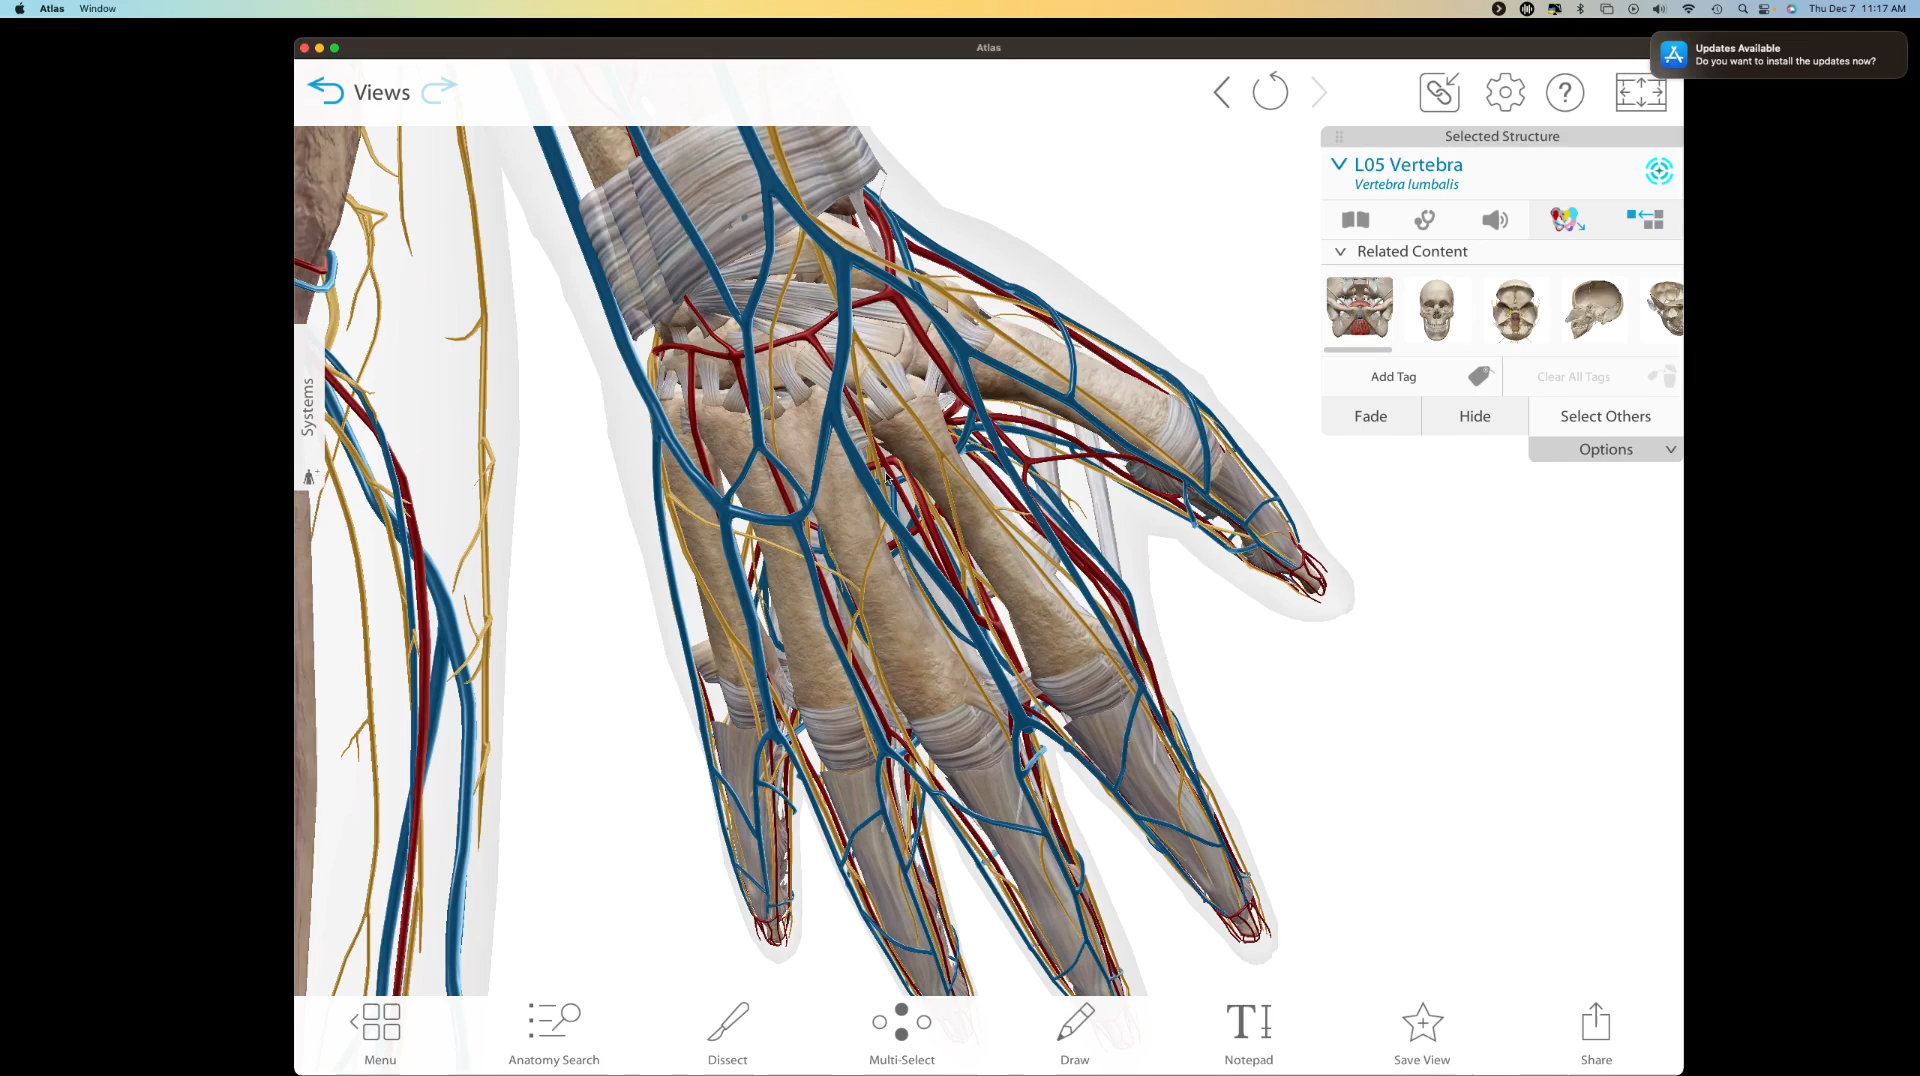 Atlas Window
Thu Dec 7 11:17 AM
Atlas
Updates Available
Do you want to install the updates now?
Views
?
Selected Structure
L05 Vertebra
Vertebra lumbalis
Related Content
Add Tag
Clear All Tags
Fade
Hide
Select Others
Options
Systems
Menu
Anatomy Search
Dissect
Multi-Select
Draw
Notepad
Save View
Share